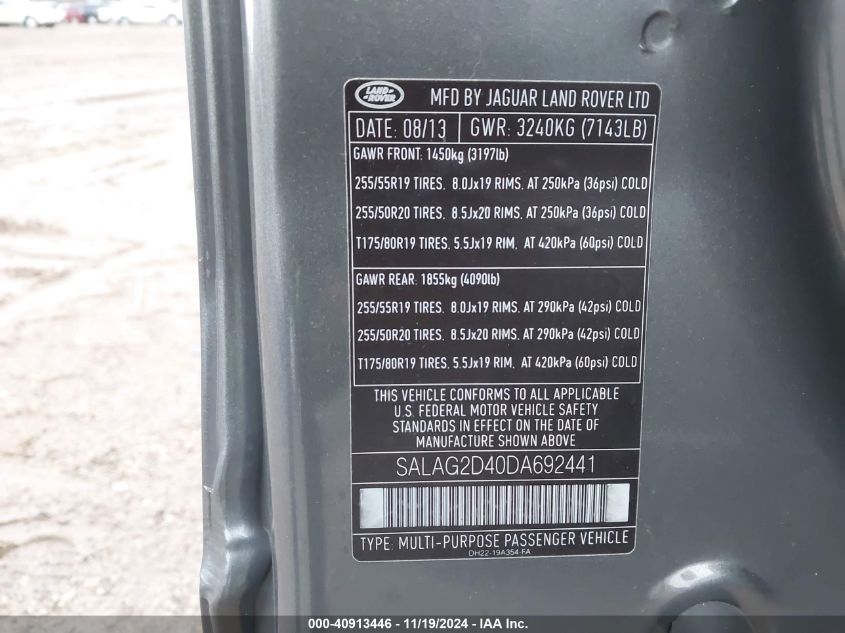 LAND ROVER
MFD BY JAGUAR LAND ROVER LTD
DATE: 08/13 GWR: 3240KG (7143LB)
GAWR FRONT: 1450kg (3197lb)
255/55R19 TIRES. 8.0Jx19 RIMS. AT 250kPa (36psi) COLD
255/50R20 TIRES. 8.5Jx20 RIMS. AT 250kPa (36psi) COLD
T175/80R19 TIRES. 5.5Jx19 RIM. AT 420kPa (60psi) COLD
GAWR REAR: 1855kg (4090lb)
255/55R19 TIRES. 8.0Jx19 RIMS. AT 290kPa (42psi) COLD
255/50R20 TIRES. 8.5Jx20 RIMS. AT 290kPa (42psi) COLD
T175/80R19 TIRES. 5.5Jx19 RIM. AT 420kPa (60psi) COLD
THIS VEHICLE CONFORMS TO ALL APPLICABLE
U.S. FEDERAL MOTOR VEHICLE SAFETY
STANDARDS IN EFFECT ON THE DATE OF
MANUFACTURE SHOWN ABOVE
SALAG2D40DA692441
TYPE: MULTI-PURPOSE PASSENGER VEHICLE
DH22-19A354-FA
000-40913446 - 11/19/2024 - IAA Inc.